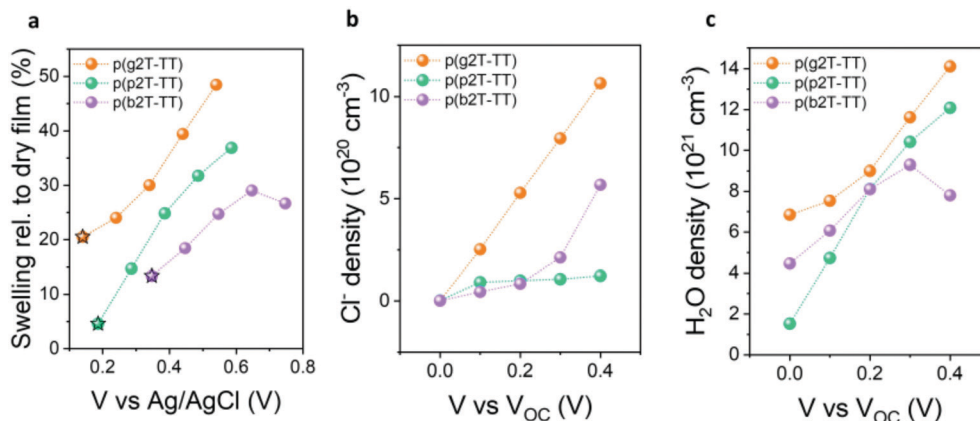 a
Swelling rel. to dry film (%)
50
40
30
20
10
0
p(g2T-TT)
p(p2T-TT)
p(b2T-TT)
0.2 0.4 0.6 0.8
V vs Ag/AgCl (V)
b
Cl⁻ density (10²⁰ cm⁻³)
10
5
0
p(g2T-TT)
p(p2T-TT)
p(b2T-TT)
0.0 0.2 0.4
V vs V_OC (V)
c
H₂O density (10²¹ cm⁻³)
14
12
10
8
6
4
2
0
p(g2T-TT)
p(p2T-TT)
p(b2T-TT)
0.0 0.1 0.2 0.3 0.4
V vs V_OC (V)